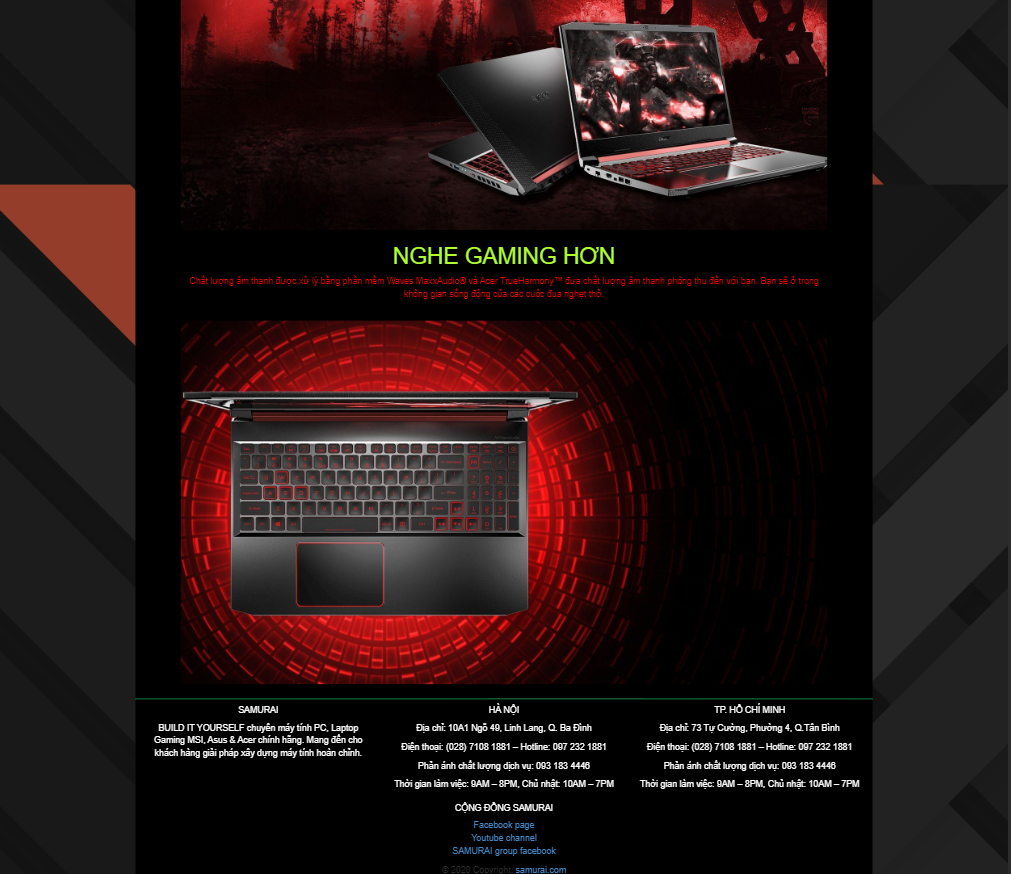 NGHE GAMING HƠN
Chất lượng âm thanh được xử lý bằng phần mềm Waves MaxxAudio® và Acer TrueHarmony™ đưa chất lượng âm thanh phòng thu đến với bạn. Bạn sẽ ở trong
không gian sống động của các cuộc đua nghẹt thở.
SAMURAI
BUILD IT YOURSELF chuyên máy tính PC, Laptop
Gaming MSI, Asus & Acer chính hãng. Mang đến cho
khách hàng giải pháp xây dựng máy tính hoàn chỉnh.
HÀ NỘI
Địa chỉ: 10A1 Ngõ 49, Linh Lang, Q. Ba Đình
Điện thoại: (028) 7108 1881 – Hotline: 097 232 1881
Phản ánh chất lượng dịch vụ: 093 183 4446
Thời gian làm việc: 9AM – 8PM, Chủ nhật: 10AM – 7PM
TP. HỒ CHÍ MINH
Địa chỉ: 73 Tự Cường, Phường 4, Q.Tân Bình
Điện thoại: (028) 7108 1881 – Hotline: 097 232 1881
Phản ánh chất lượng dịch vụ: 093 183 4446
Thời gian làm việc: 9AM – 8PM, Chủ nhật: 10AM – 7PM
CỘNG ĐỒNG SAMURAI
Facebook page
Youtube channel
SAMURAI group facebook
© 2020 Copyright: samurai.com